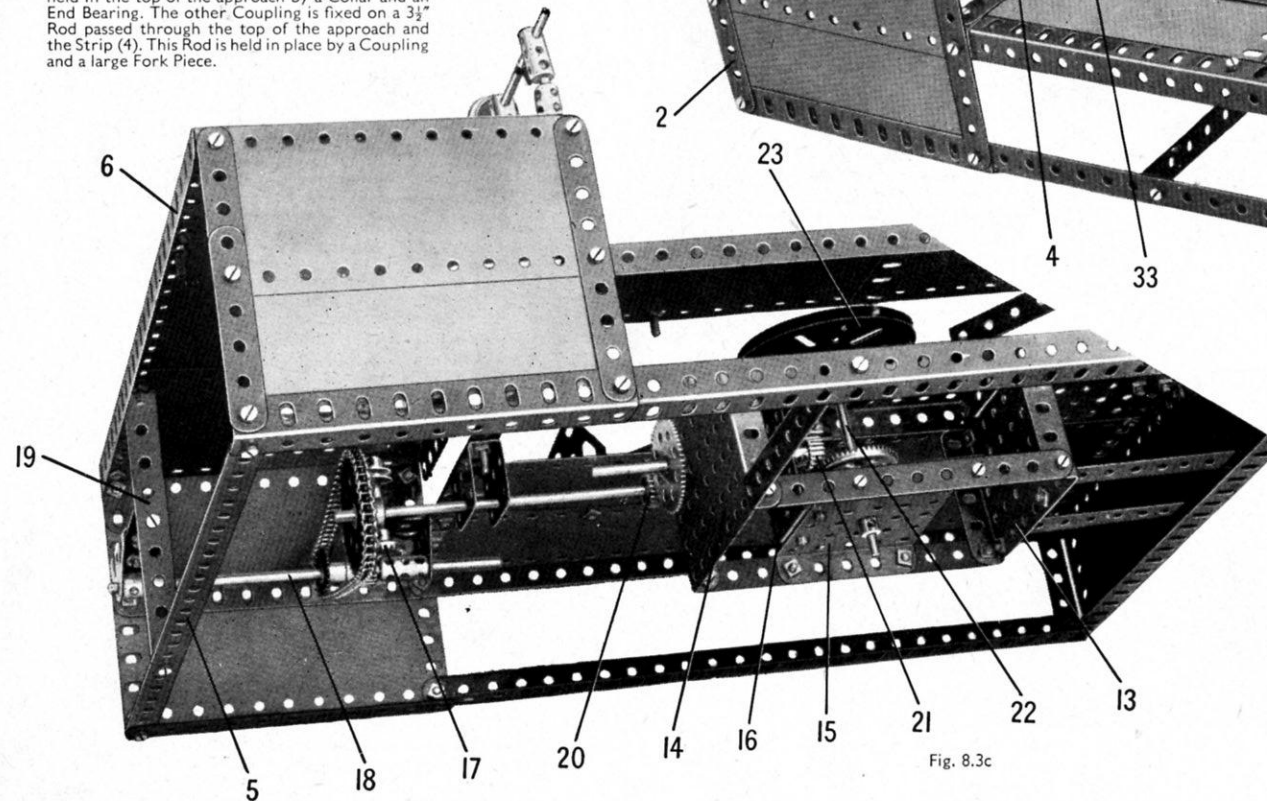 held in the top of the approach by a Collar and an
End Bearing. The other Coupling is fixed on a 3½″
Rod passed through the top of the approach and
the Strip (4). This Rod is held in place by a Coupling
and a large Fork Piece.
2
6
23
4
33
19
5
18
17
20
14
16
15
21
22
13
Fig. 8.3c